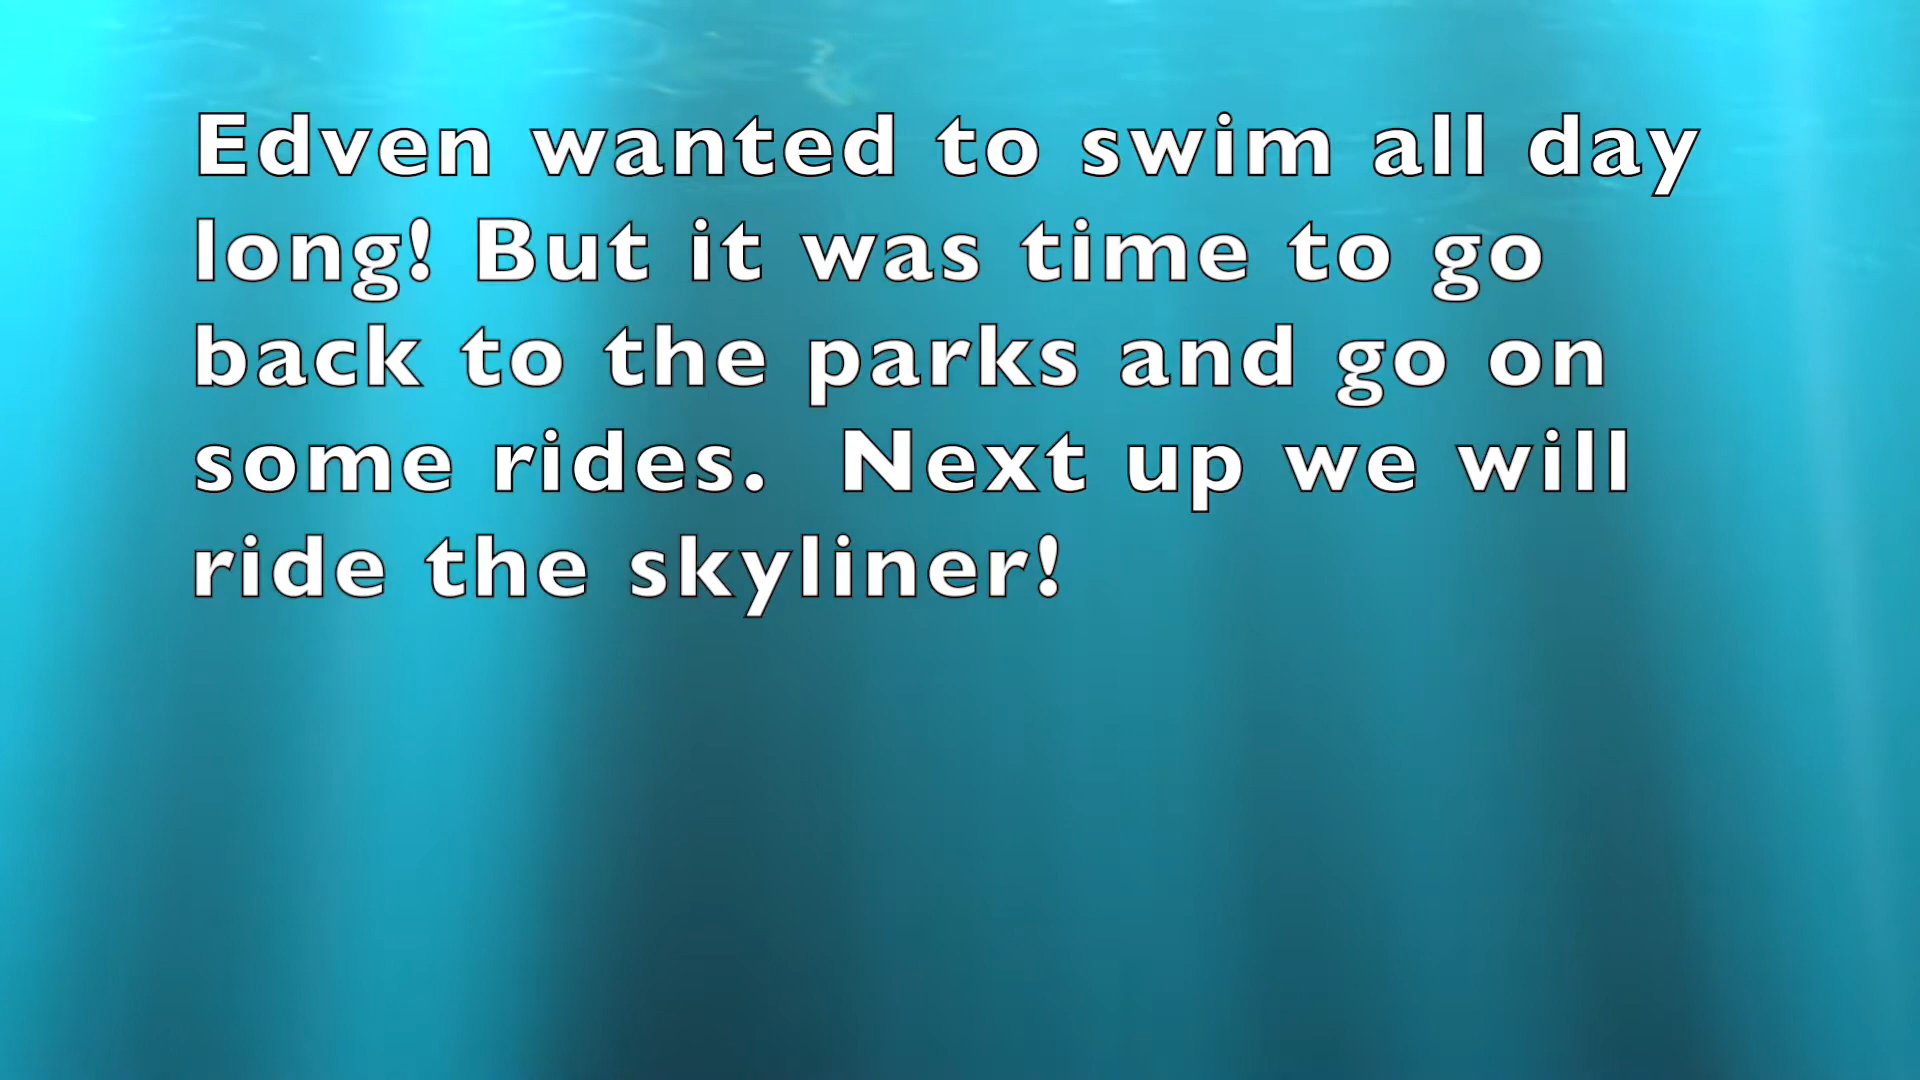 Edven wanted to swim all day
long! But it was time to go
back to the parks and go on
some rides.  Next up we will
ride the skyliner!